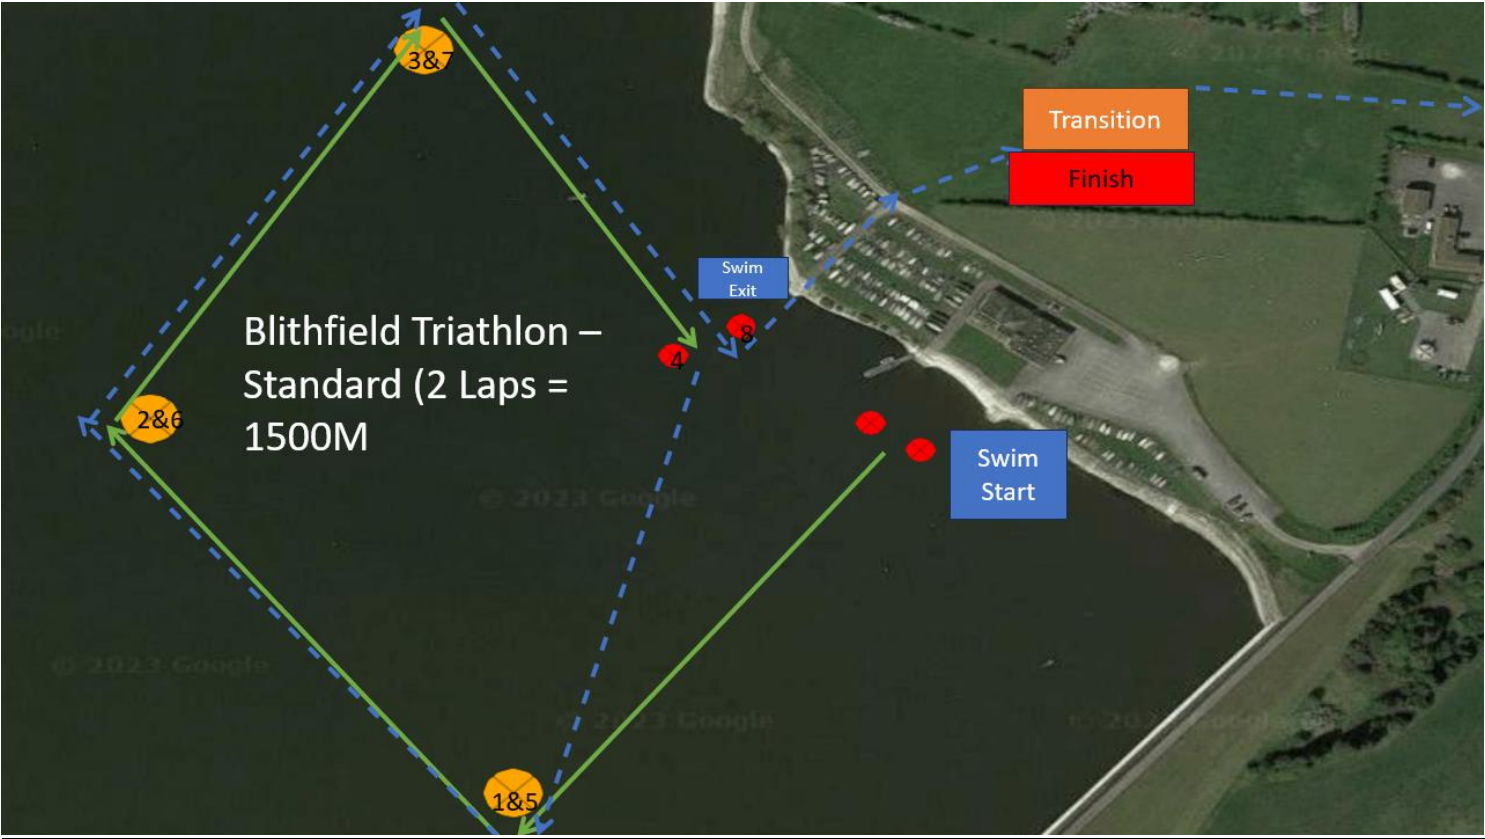 3&7
Transition
Finish
Swim
Exit
8
4
Blithfield Triathlon –
Standard (2 Laps =
1500M
2&6
Swim
Start
© 2023 Google
© 2023 Google
© 2023 Google
1&5